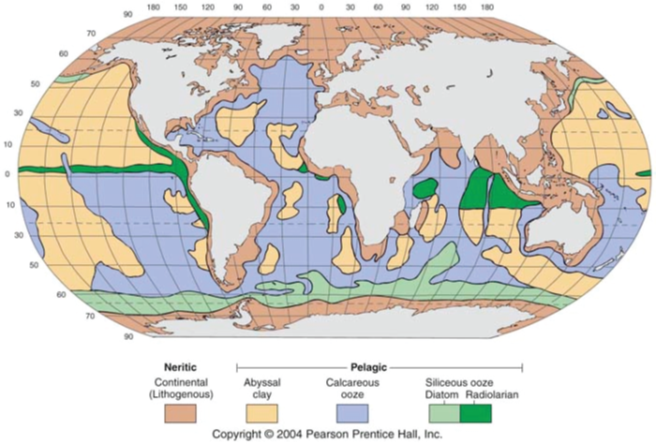 180 150 120 90 60 30 0 30 60 90 120 150 180
90
70
60
50
30
10
0
10
30
50
60
70
90
Neritic
Pelagic
Continental
(Lithogenous)
Abyssal
clay
Calcareous
ooze
Siliceous ooze
Diatom Radiolarian
Copyright © 2004 Pearson Prentice Hall, Inc.